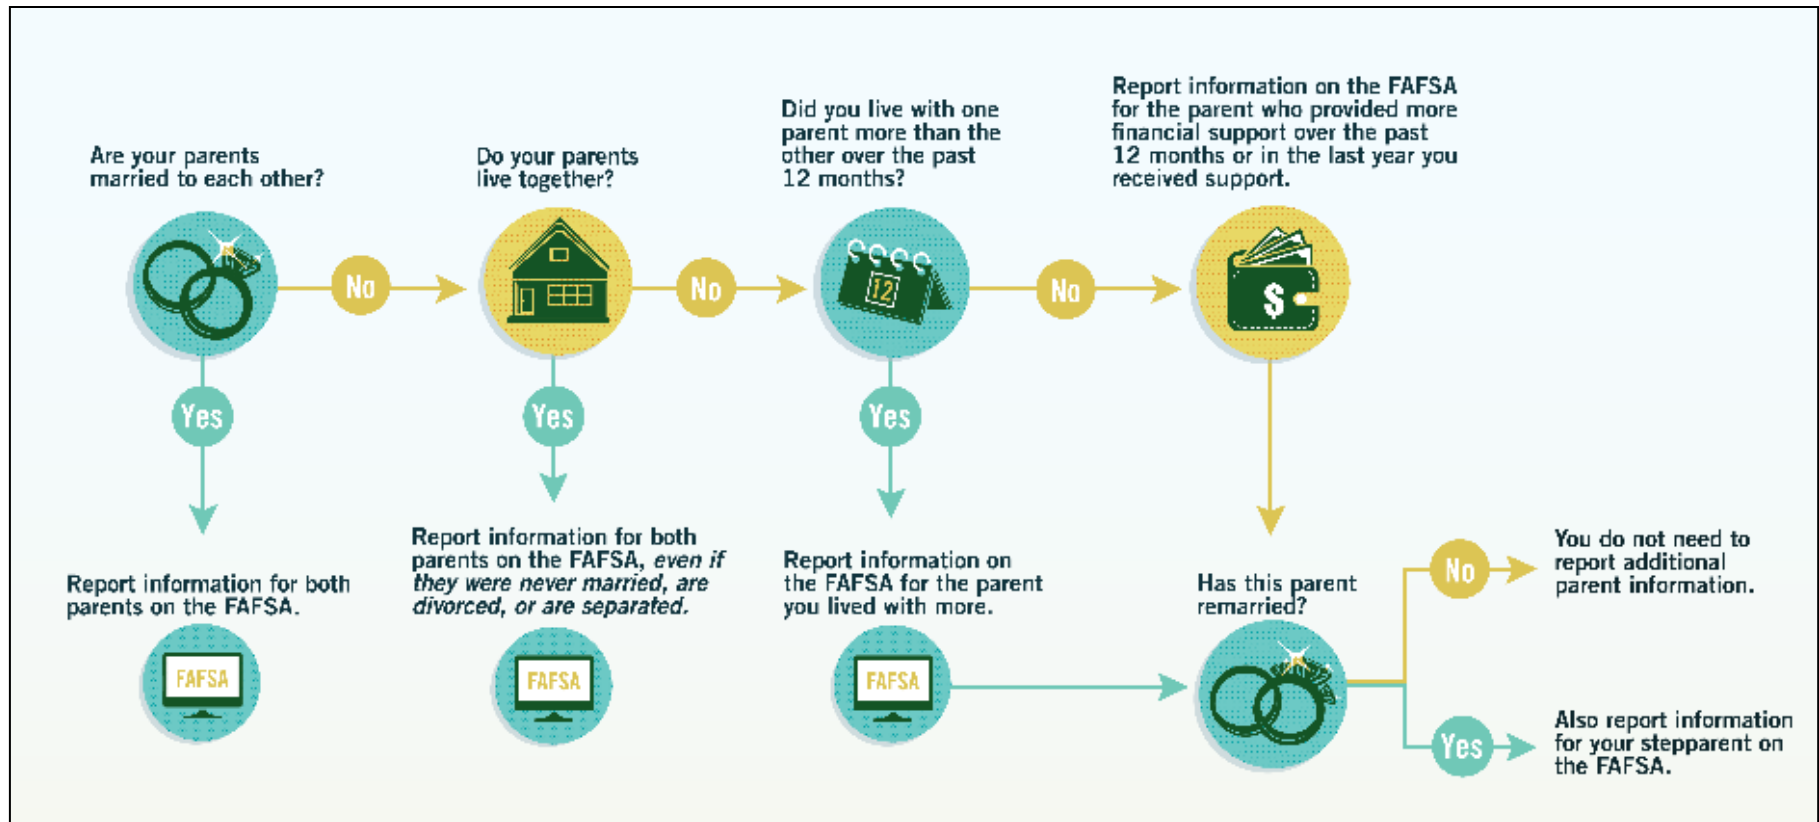 Are your parents
married to each other?
Do your parents
live together?
Did you live with one
parent more than the
other over the past
12 months?
Report information on the FAFSA
for the parent who provided more
financial support over the past
12 months or in the last year you
received support.
No
No
12
No
$
Yes
Yes
Yes
Report information for both
parents on the FAFSA.
FAFSA
Report information for both
parents on the FAFSA, even if
they were never married, are
divorced, or are separated.
FAFSA
Report information on
the FAFSA for the parent
you lived with more.
FAFSA
Has this parent
remarried?
No
You do not need to
report additional
parent information.
Yes
Also report information
for your stepparent on
the FAFSA.